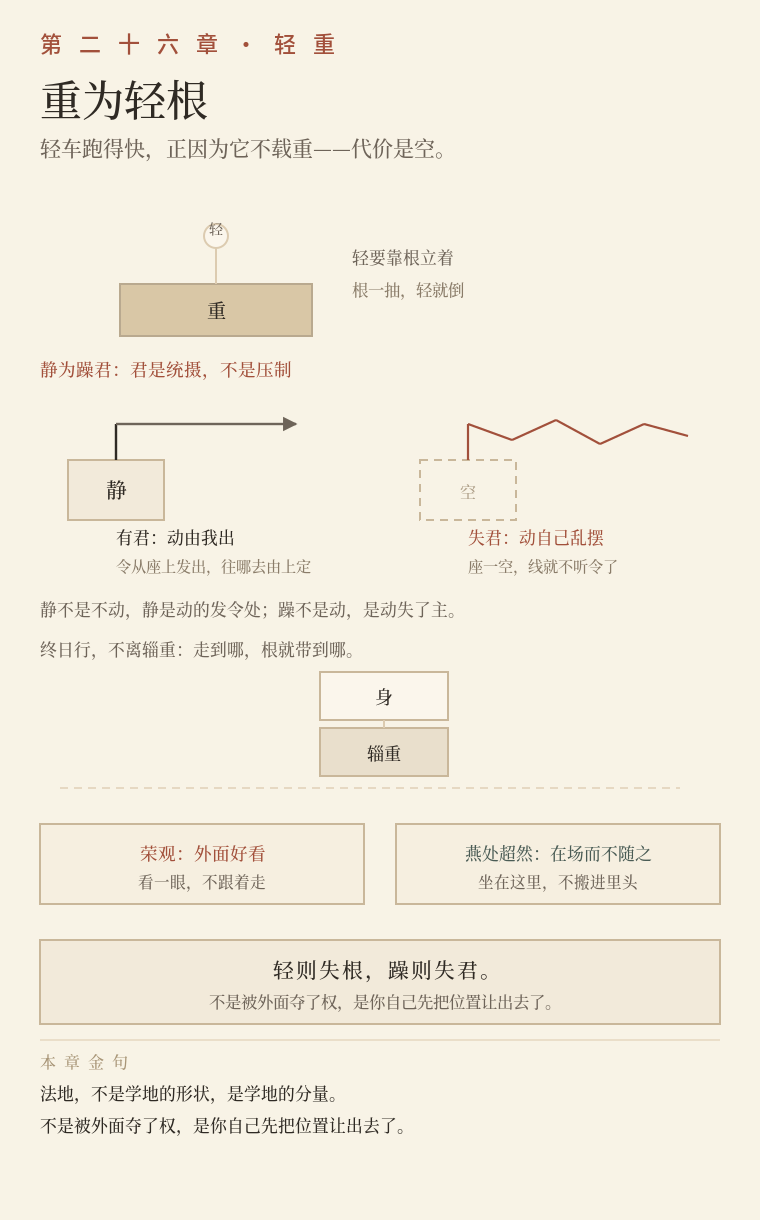 第二十六章·轻重
重为轻根
轻车跑得快，正因为它不载重——代价是空。
轻
重
轻要靠根立着
根一抽，轻就倒
静为躁君：君是统摄，不是压制
静
有君：动由我出
令从座上发出，往哪去由上定
空
失君：动自己乱摆
座一空，线就不听令了
静不是不动，静是动的发令处；躁不是动，是动失了主。
终日行，不离辎重：走到哪，根就带到哪。
身
辎重
荣观：外面好看
看一眼，不跟着走
燕处超然：在场而不随之
坐在这里，不搬进里头
轻则失根，躁则失君。
不是被外面夺了权，是你自己先把位置让出去了。
本章金句
法地，不是学地的形状，是学地的分量。
不是被外面夺了权，是你自己先把位置让出去了。